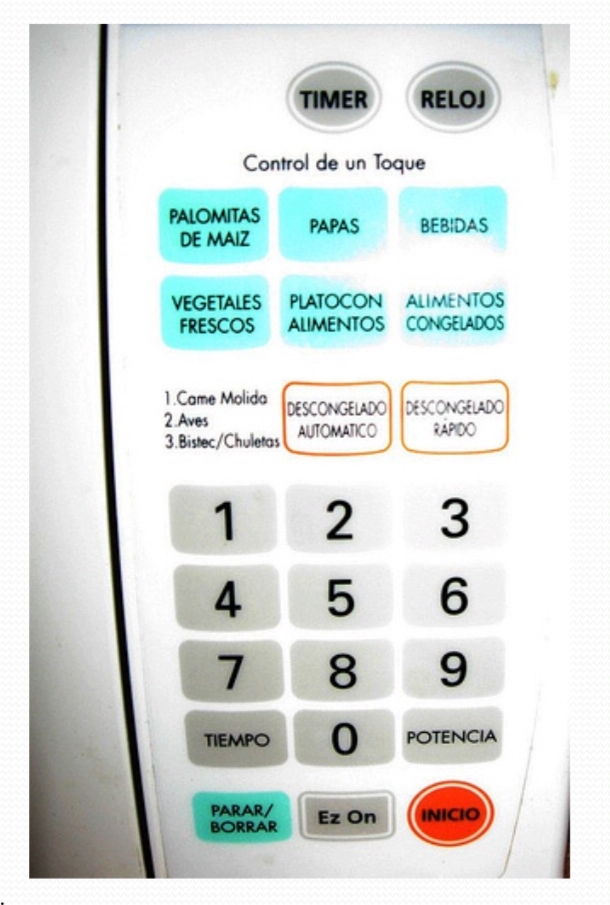 TIMER
RELOJ
Control de un Toque
PALOMITAS
DE MAIZ
PAPAS
BEBIDAS
VEGETALES
FRESCOS
PLATOCON
ALIMENTOS
ALIMENTOS
CONGELADOS
1.Carne Molida
2.Aves
3.Bistec/Chuletas
DESCONGELADO
AUTOMATICO
DESCONGELADO
RÁPIDO
1
2
3
4
5
6
7
8
9
TIEMPO
0
POTENCIA
PARAR/
BORRAR
Ez On
INICIO